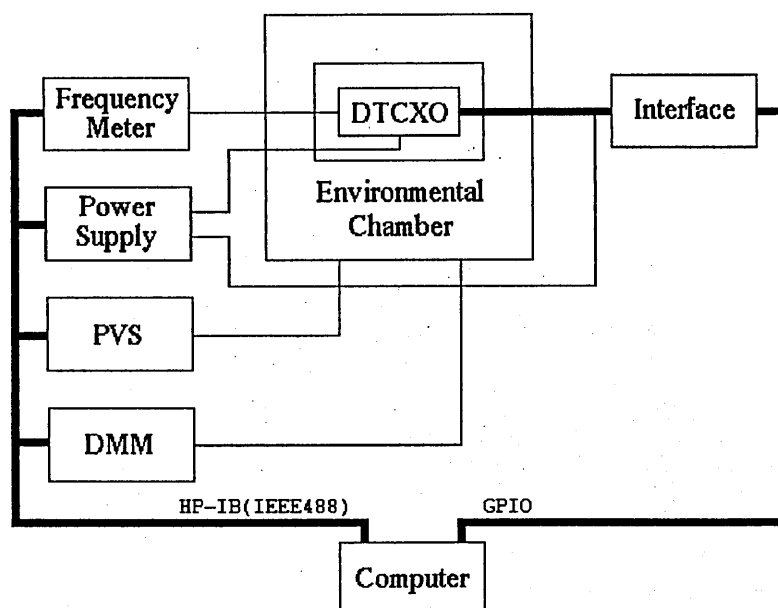 Frequency
Meter
DTCXO
Interface
Environmental
Chamber
Power
Supply
PVS
DMM
HP-IB(IEEE488)
GPIO
Computer